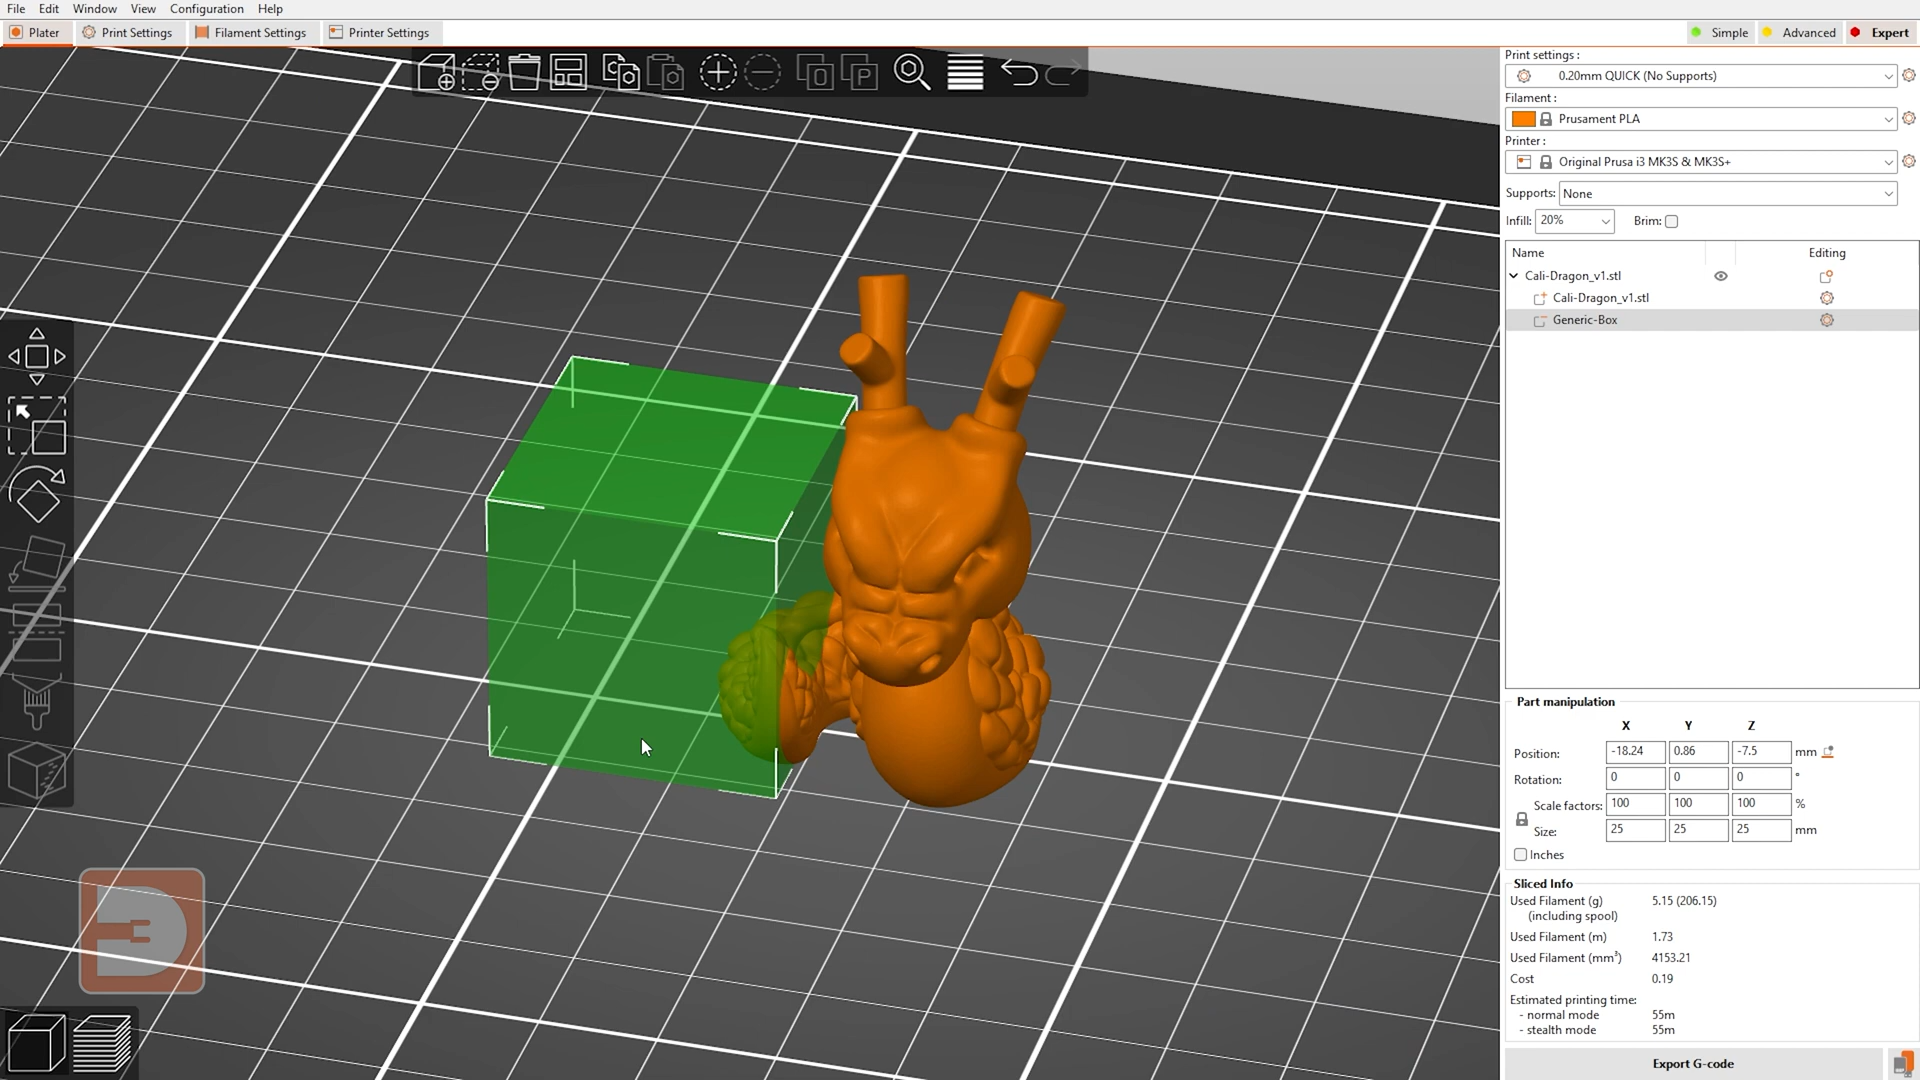 File Edit Window View Configuration Help
Plater Print Settings Filament Settings Printer Settings Simple Advanced Expert
Print settings :
0.20mm QUICK (No Supports)
Filament :
Prusament PLA
Printer :
Original Prusa i3 MK3S & MK3S+
Supports: None
Infill: 20% Brim:
Name Editing
Cali-Dragon_v1.stl
Cali-Dragon_v1.stl
Generic-Box
Part manipulation
X Y Z
Position: -18.24 0.86 -7.5 mm
Rotation: 0 0 0 °
Scale factors: 100 100 100 %
Size: 25 25 25 mm
Inches
Sliced Info
Used Filament (g) 5.15 (206.15)
(including spool)
Used Filament (m) 1.73
Used Filament (mm³) 4153.21
Cost 0.19
Estimated printing time:
- normal mode 55m
- stealth mode 55m
Export G-code